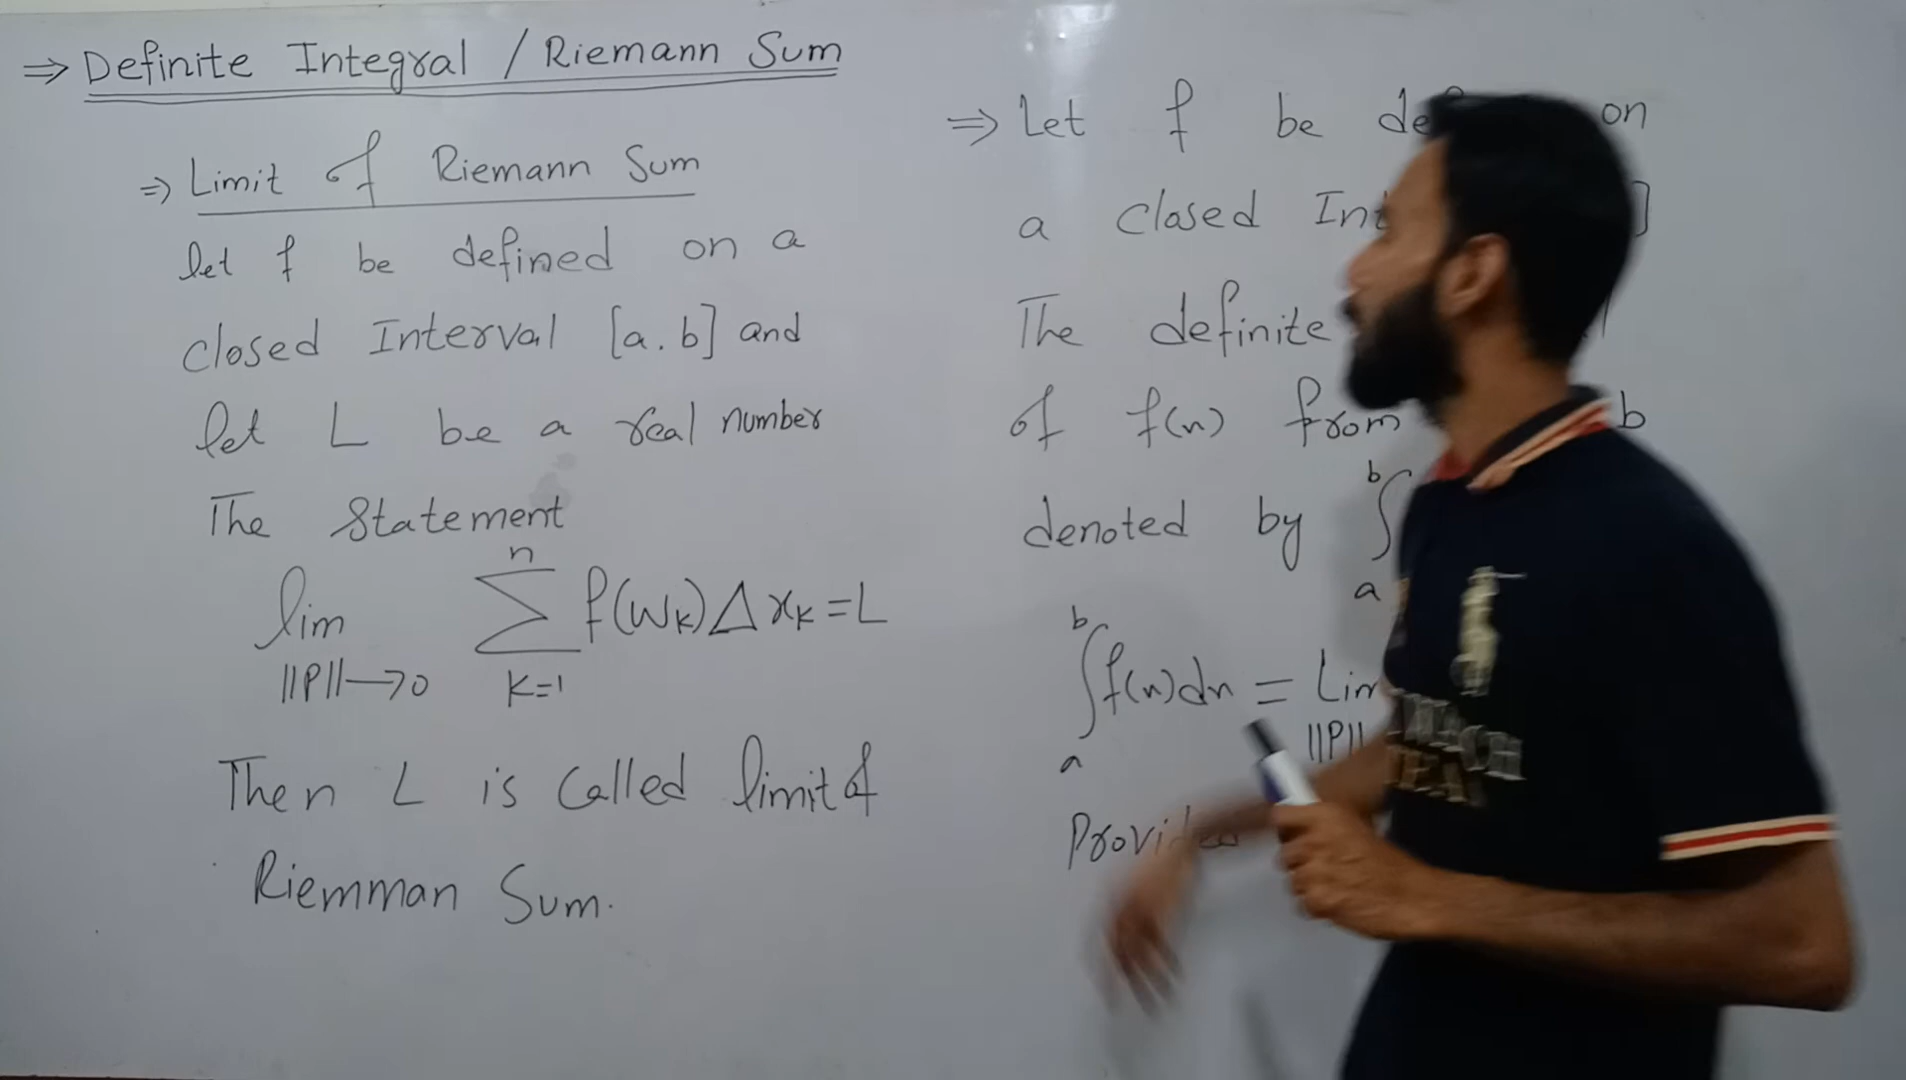 ⇒ Definite Integral / Riemann Sum
⇒ Limit of Riemann Sum
let f be defined on a
closed Interval [a.b] and
let L be a real number
The Statement
lim ||P||→0 ∑ n k=1 f(wk)Δxk=L
Then L is called limit of
Riemman Sum.
⇒ Let f be on
a closed ]
The definite
of f(n) from b
denoted by ∫ b a
∫ b a f(n)dn = Lim ||P||